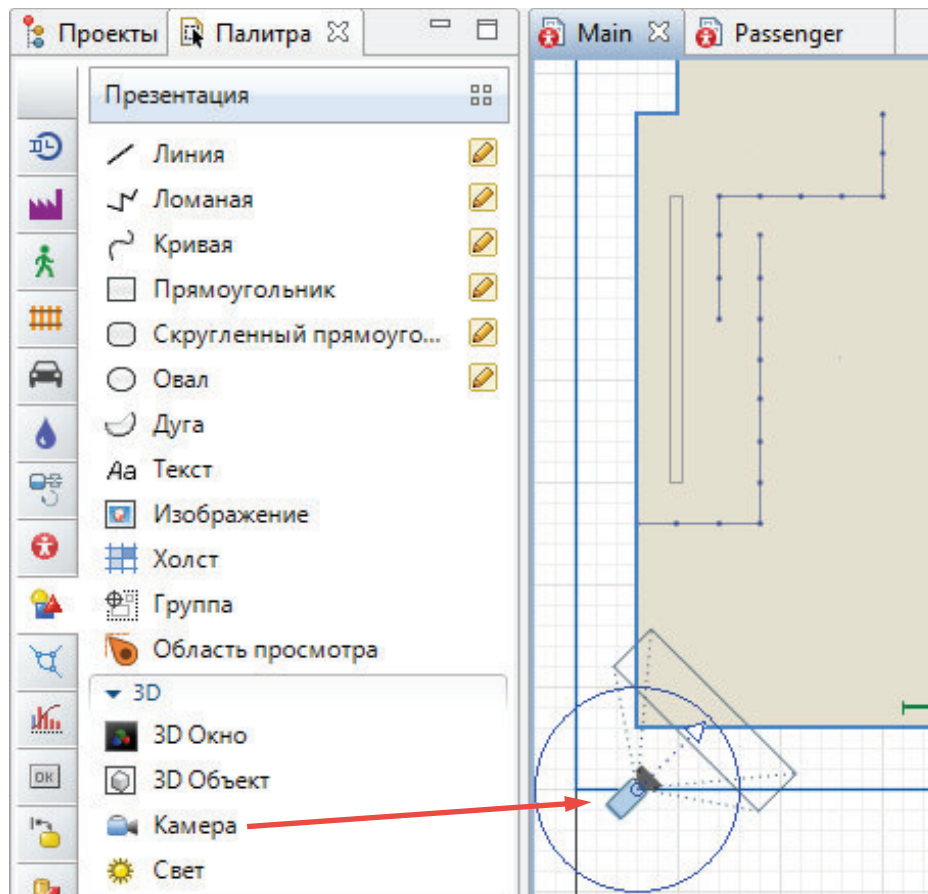 Проекты
Палитра
Main
Passenger
Презентация
Линия
Ломаная
Кривая
Прямоугольник
Скругленный прямоуго...
Овал
Дуга
Aa Текст
Изображение
Холст
Группа
Область просмотра
3D
3D Окно
3D Объект
OK
Камера
Свет